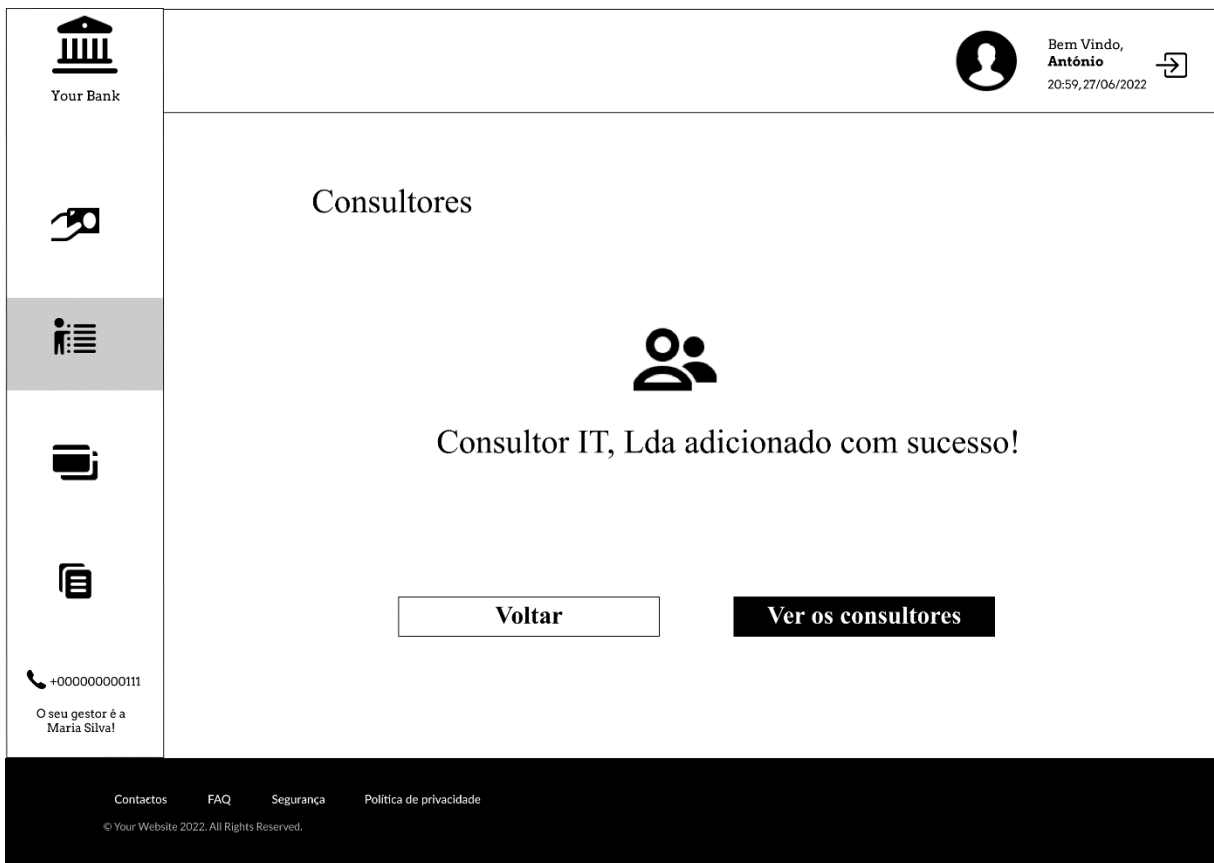 Your Bank
Bem Vindo,
António
20:59, 27/06/2022
Consultores
Consultor IT, Lda adicionado com sucesso!
Voltar
Ver os consultores
+000000000111
O seu gestor é a
Maria Silva!
Contactos FAQ Segurança Política de privacidade
© Your Website 2022. All Rights Reserved.